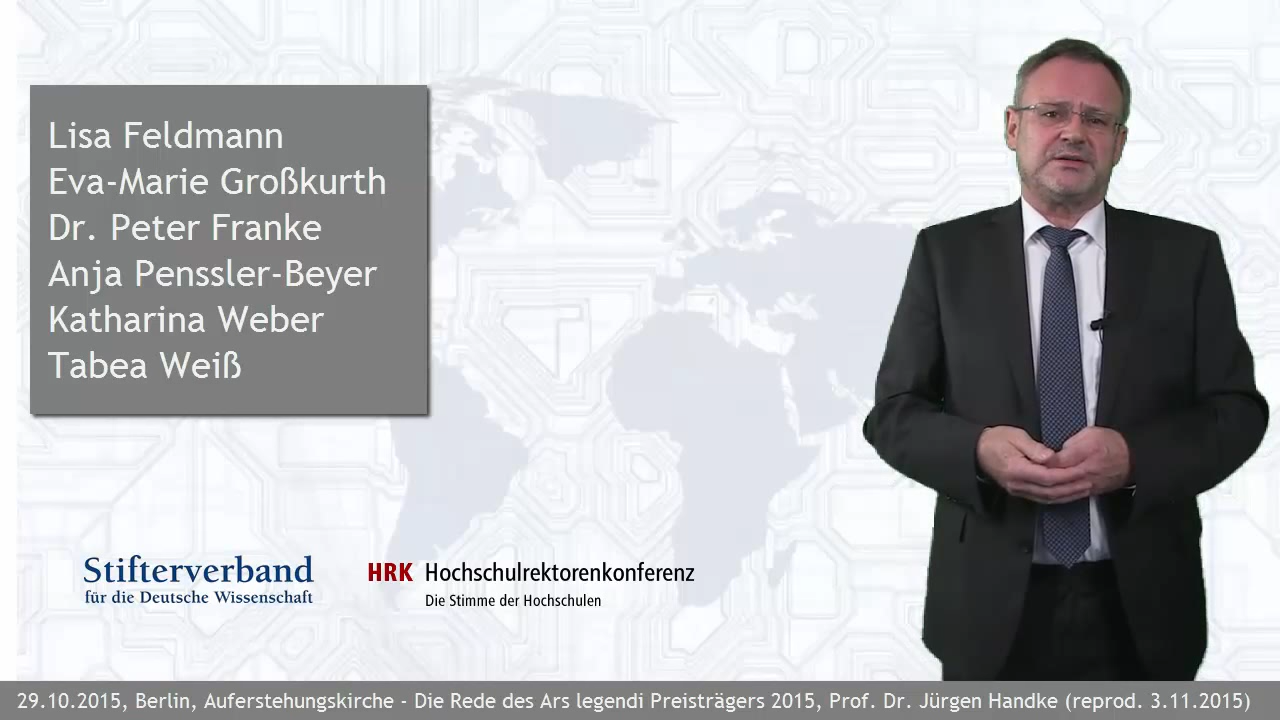 Lisa Feldmann
Eva-Marie Großkurth
Dr. Peter Franke
Anja Penssler-Beyer
Katharina Weber
Tabea Weiß
Stifterverband
für die Deutsche Wissenschaft
HRK Hochschulrektorenkonferenz
Die Stimme der Hochschulen
29.10.2015, Berlin, Auferstehungskirche - Die Rede des Ars legendi Preisträgers 2015, Prof. Dr. Jürgen Handke (reprod. 3.11.2015)